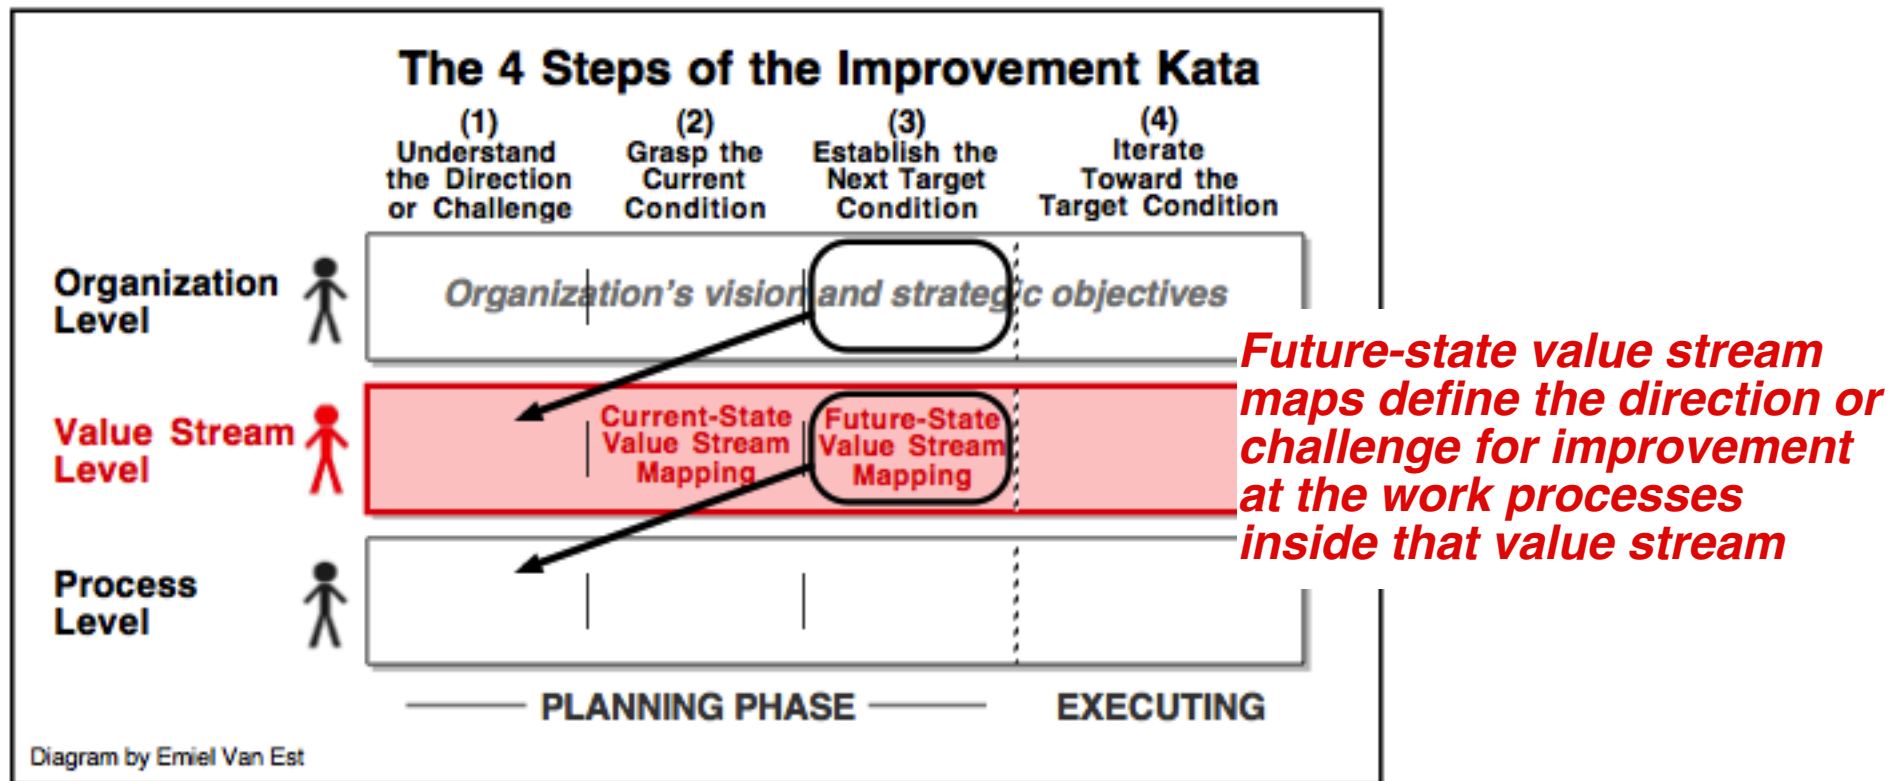 The 4 Steps of the Improvement Kata
(1)
Understand
the Direction
or Challenge
(2)
Grasp the
Current
Condition
(3)
Establish the
Next Target
Condition
(4)
Iterate
Toward the
Target Condition
Organization
Level
Organization's vision and strategic objectives
Value Stream
Level
Current-State
Value Stream
Mapping
Future-State
Value Stream
Mapping
Future-state value stream
maps define the direction or
challenge for improvement
at the work processes
inside that value stream
Process
Level
PLANNING PHASE
EXECUTING
Diagram by Emiel Van Est